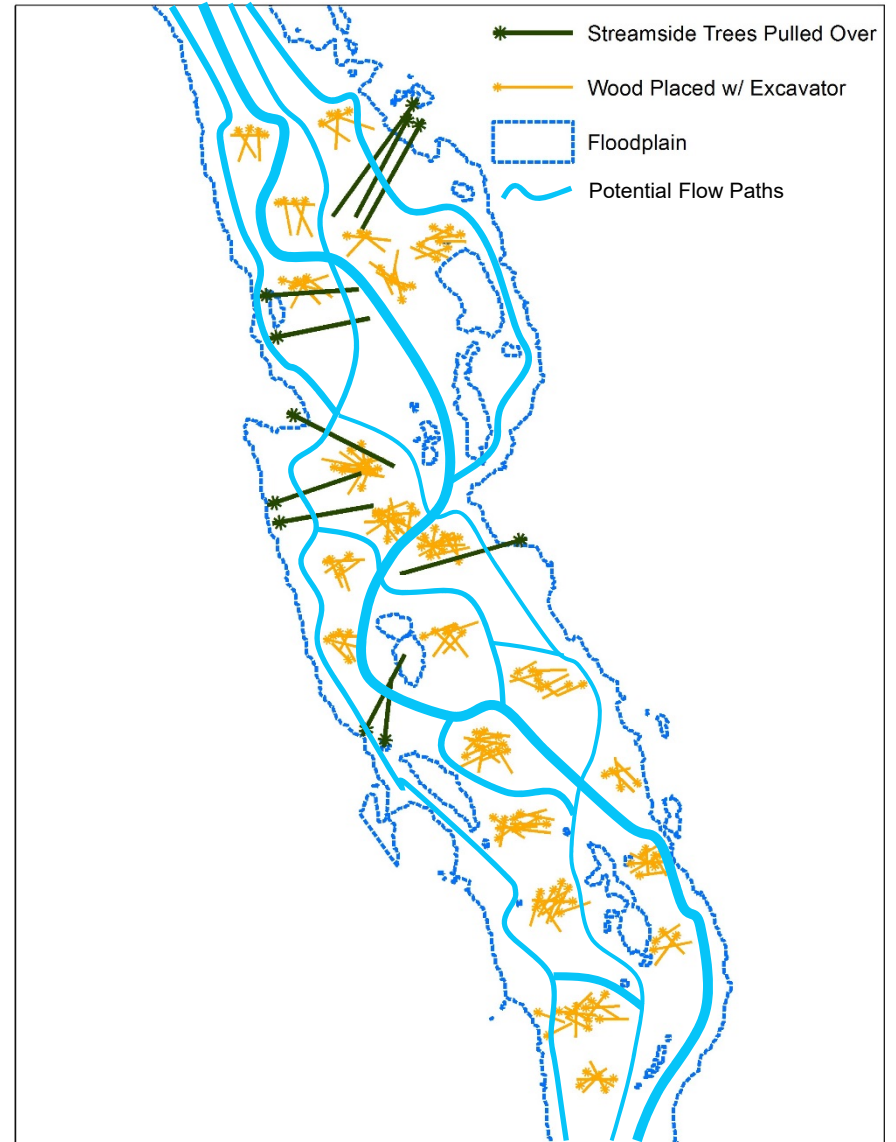 Streamside Trees Pulled Over
Wood Placed w/ Excavator
Floodplain
Potential Flow Paths